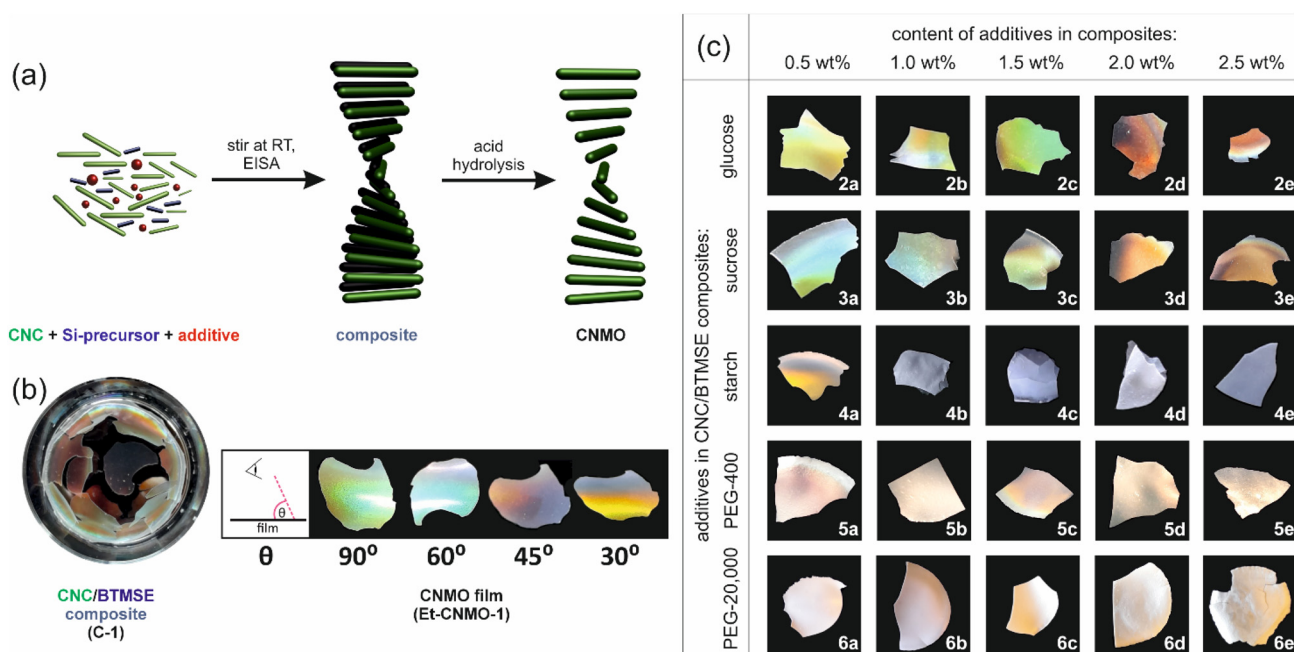 (a)
stir at RT,
EISA
acid
hydrolysis
CNC + Si-precursor + additive
composite
CNMO
(b)
θ
film
θ
90⁰
60⁰
45⁰
30⁰
CNC/BTMSE
composite
(C-1)
CNMO film
(Et-CNMO-1)
(c)
content of additives in composites:
0.5 wt%
1.0 wt%
1.5 wt%
2.0 wt%
2.5 wt%
additives in CNC/BTMSE composites:
glucose
2a
2b
2c
2d
2e
sucrose
3a
3b
3c
3d
3e
starch
4a
4b
4c
4d
4e
PEG-400
5a
5b
5c
5d
5e
PEG-20,000
6a
6b
6c
6d
6e